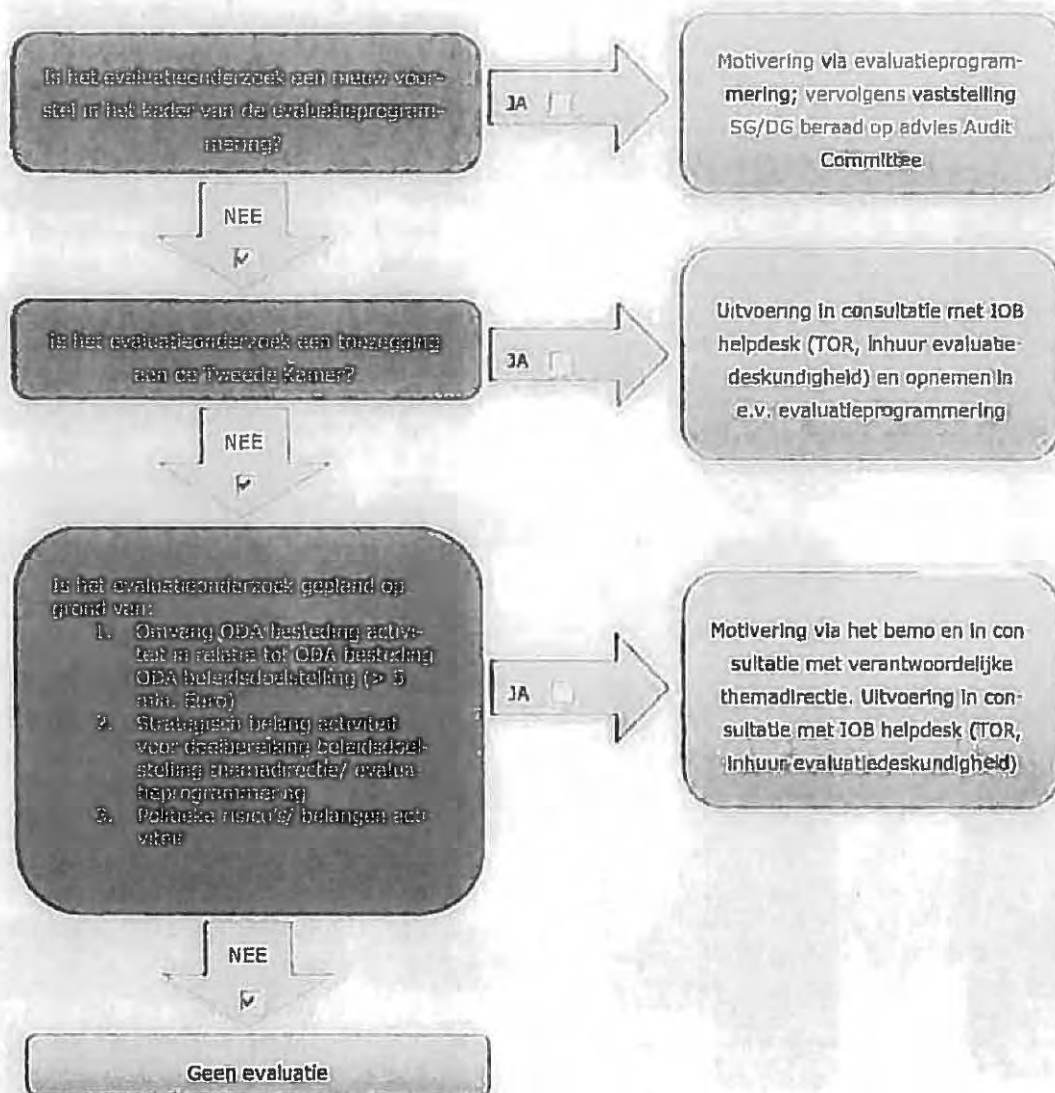 Is het evaluatieonderzoek een nieuw voor-
stel in het kader van de evaluatieprogram-
mering?
JA
Motivering via evaluatieprogram-
mering; vervolgens vaststelling
SG/DG beraad op advies Audit
Committee
NEE
Is het evaluatieonderzoek een toezegging
aan de Tweede Kamer?
JA
Uitvoering in consultatie met IOB
helpdesk (TOR, inhuur evaluatie-
deskundigheid) en opnemen in
e.v. evaluatieprogrammering
NEE
Is het evaluatieonderzoek gepland op
grond van:
1. Omvang ODA besteding activi-
teit in relatie tot ODA besteding
ODA beleidsdoelstelling (> 5
mln. Euro)
2. Strategisch belang activiteit
voor doelbereiking beleidsdoel-
stelling themadirectie/ evalua-
tieprogrammering
3. Politieke risico's/ belangen acti-
viteit
JA
Motivering via het bemo en in con
sultatie met verantwoordelijke
themadirectie. Uitvoering in con-
sultatie met IOB helpdesk (TOR,
inhuur evaluatiedeskundigheid)
NEE
Geen evaluatie